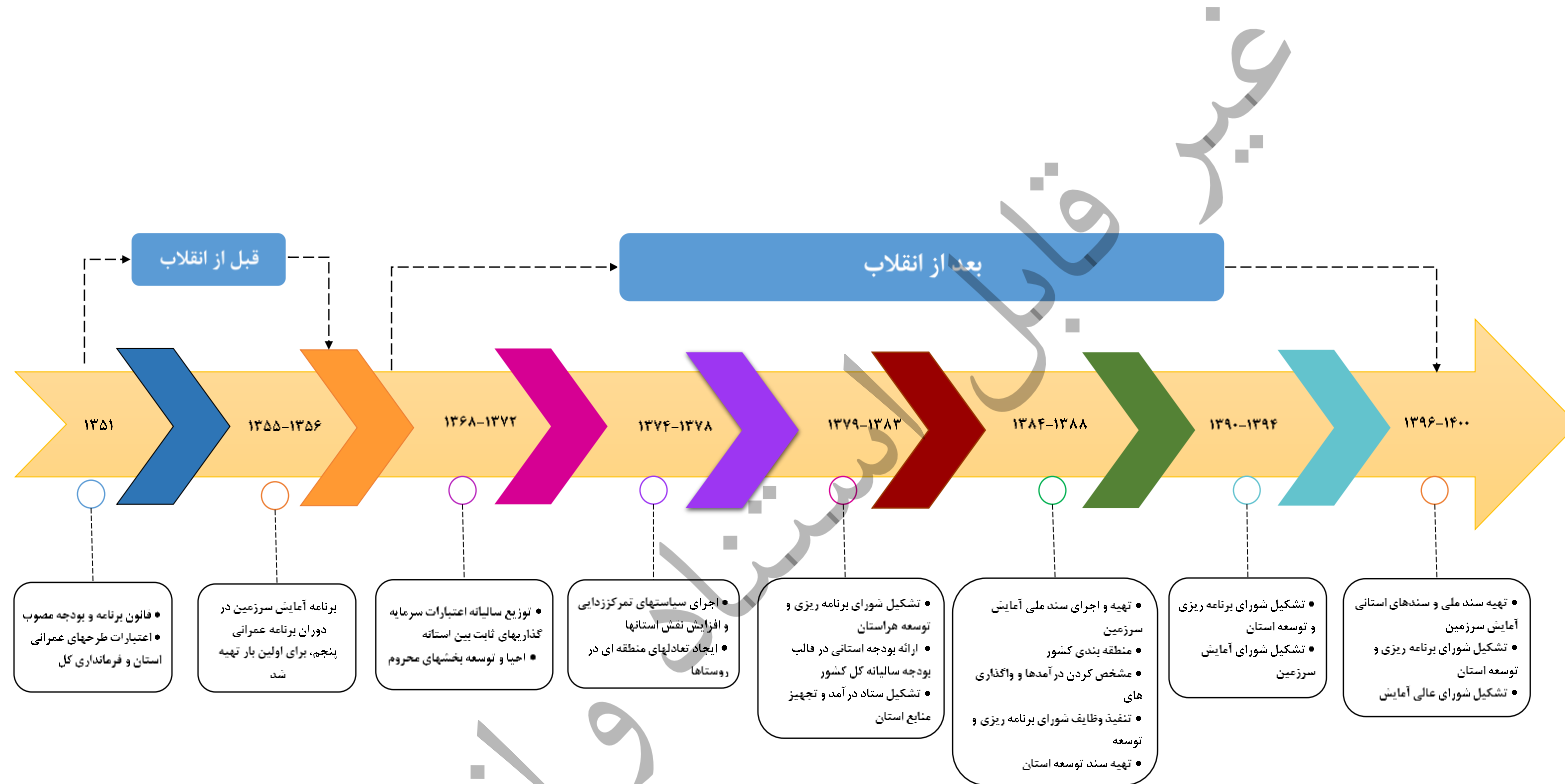 قبل از انقلاب
بعد از انقلاب
۱۳۵۱
۱۳۵۵-۱۳۵۶
۱۳۶۸-۱۳۷۲
۱۳۷۴-۱۳۷۸
۱۳۷۹-۱۳۸۳
۱۳۸۴-۱۳۸۸
۱۳۹۰-۱۳۹۴
۱۳۹۶-۱۴۰۰
• قانون برنامه و بودجه مصوب
• اعتبارات طرحهای عمرانی
استان و فرمانداری کل
برنامه آمایش سرزمین در
دوران برنامه عمرانی
پنجم، برای اولین بار تهیه
شد
• توزیع سالیانه اعتبارات سرمایه
گذاریهای ثابت بین استانه
• احیا و توسعه بخشهای محروم
• اجرای سیاستهای تمرکززدایی
و افزایش نقش استانها
• ایجاد تعادلهای منطقه ای در
روستاها
• تشکیل شورای برنامه ریزی و
توسعه هراستان
• ارائه بودجه استانی در قالب
بودجه سالیانه کل کشور
• تشکیل ستاد درآمد و تجهیز
منابع استان
• تهیه و اجرای سند ملی آمایش
سرزمین
• منطقه بندی کشور
• مشخص کردن درآمدها و واگذاری
های
• تنفیذ وظایف شورای برنامه ریزی و
توسعه
• تهیه سند توسعه استان
• تشکیل شورای برنامه ریزی
و توسعه استان
• تشکیل شورای آمایش
سرزمین
• تهیه سند ملی و سندهای استانی
آمایش سرزمین
• تشکیل شورای برنامه ریزی و
توسعه استان
• تشکیل شورای عالی آمایش
غیر قابل استناد و